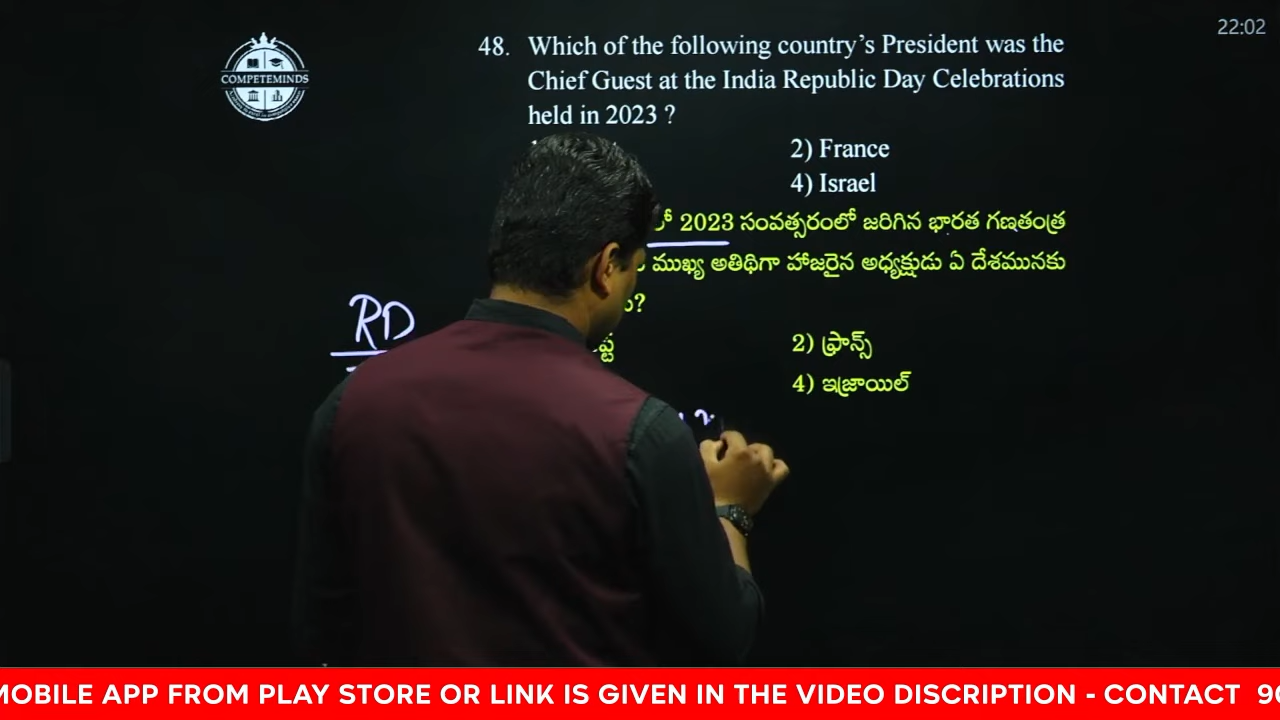 22:02
COMPETEMINDS
48. Which of the following country's President was the
Chief Guest at the India Republic Day Celebrations
held in 2023 ?
2) France
4) Israel
2023 సంవత్సరంలో జరిగిన భారత గణతంత్ర
ముఖ్య అతిథిగా హాజరైన అధ్యక్షుడు ఏ దేశమునకు
RD
2) ఫ్రాన్స్
4) ఇజ్రాయిల్
MOBILE APP FROM PLAY STORE OR LINK IS GIVEN IN THE VIDEO DISCRIPTION - CONTACT